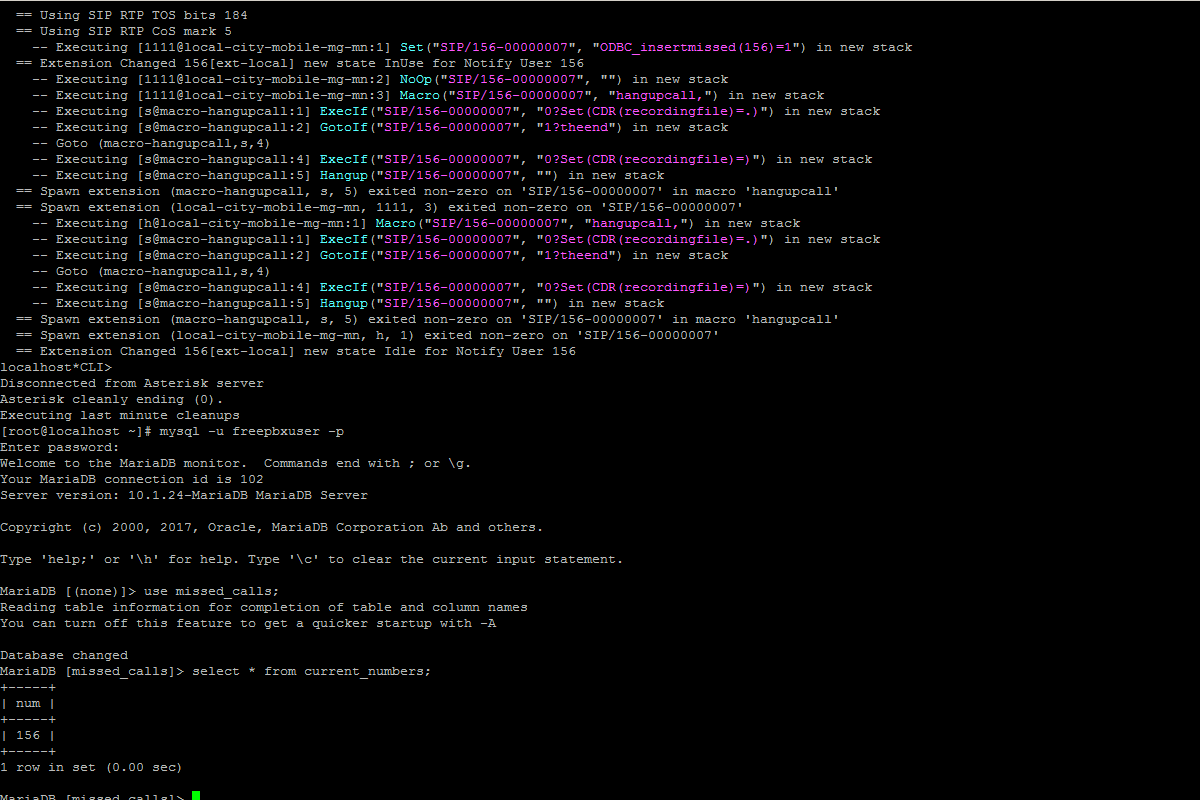 == Using SIP RTP TOS bits 184
  == Using SIP RTP CoS mark 5
    -- Executing [1111@local-city-mobile-mg-mn:1] Set("SIP/156-00000007", "ODBC_insertmissed(156)=1") in new stack
  == Extension Changed 156[ext-local] new state InUse for Notify User 156
    -- Executing [1111@local-city-mobile-mg-mn:2] NoOp("SIP/156-00000007", "") in new stack
    -- Executing [1111@local-city-mobile-mg-mn:3] Macro("SIP/156-00000007", "hangupcall,") in new stack
    -- Executing [s@macro-hangupcall:1] ExecIf("SIP/156-00000007", "0?Set(CDR(recordingfile)=.)") in new stack
    -- Executing [s@macro-hangupcall:2] GotoIf("SIP/156-00000007", "1?theend") in new stack
    -- Goto (macro-hangupcall,s,4)
    -- Executing [s@macro-hangupcall:4] ExecIf("SIP/156-00000007", "0?Set(CDR(recordingfile)=)") in new stack
    -- Executing [s@macro-hangupcall:5] Hangup("SIP/156-00000007", "") in new stack
  == Spawn extension (macro-hangupcall, s, 5) exited non-zero on 'SIP/156-00000007' in macro 'hangupcall'
  == Spawn extension (local-city-mobile-mg-mn, 1111, 3) exited non-zero on 'SIP/156-00000007'
    -- Executing [h@local-city-mobile-mg-mn:1] Macro("SIP/156-00000007", "hangupcall,") in new stack
    -- Executing [s@macro-hangupcall:1] ExecIf("SIP/156-00000007", "0?Set(CDR(recordingfile)=.)") in new stack
    -- Executing [s@macro-hangupcall:2] GotoIf("SIP/156-00000007", "1?theend") in new stack
    -- Goto (macro-hangupcall,s,4)
    -- Executing [s@macro-hangupcall:4] ExecIf("SIP/156-00000007", "0?Set(CDR(recordingfile)=)") in new stack
    -- Executing [s@macro-hangupcall:5] Hangup("SIP/156-00000007", "") in new stack
  == Spawn extension (macro-hangupcall, s, 5) exited non-zero on 'SIP/156-00000007' in macro 'hangupcall'
  == Spawn extension (local-city-mobile-mg-mn, h, 1) exited non-zero on 'SIP/156-00000007'
  == Extension Changed 156[ext-local] new state Idle for Notify User 156
localhost*CLI>
Disconnected from Asterisk server
Asterisk cleanly ending (0).
Executing last minute cleanups
[root@localhost ~]# mysql -u freepbxuser -p
Enter password:
Welcome to the MariaDB monitor.  Commands end with ; or \g.
Your MariaDB connection id is 102
Server version: 10.1.24-MariaDB MariaDB Server

Copyright (c) 2000, 2017, Oracle, MariaDB Corporation Ab and others.

Type 'help;' or '\h' for help. Type '\c' to clear the current input statement.

MariaDB [(none)]> use missed_calls;
Reading table information for completion of table and column names
You can turn off this feature to get a quicker startup with -A

Database changed
MariaDB [missed_calls]> select * from current_numbers;
+-----+
| num |
+-----+
| 156 |
+-----+
1 row in set (0.00 sec)

MariaDB [missed_calls]>